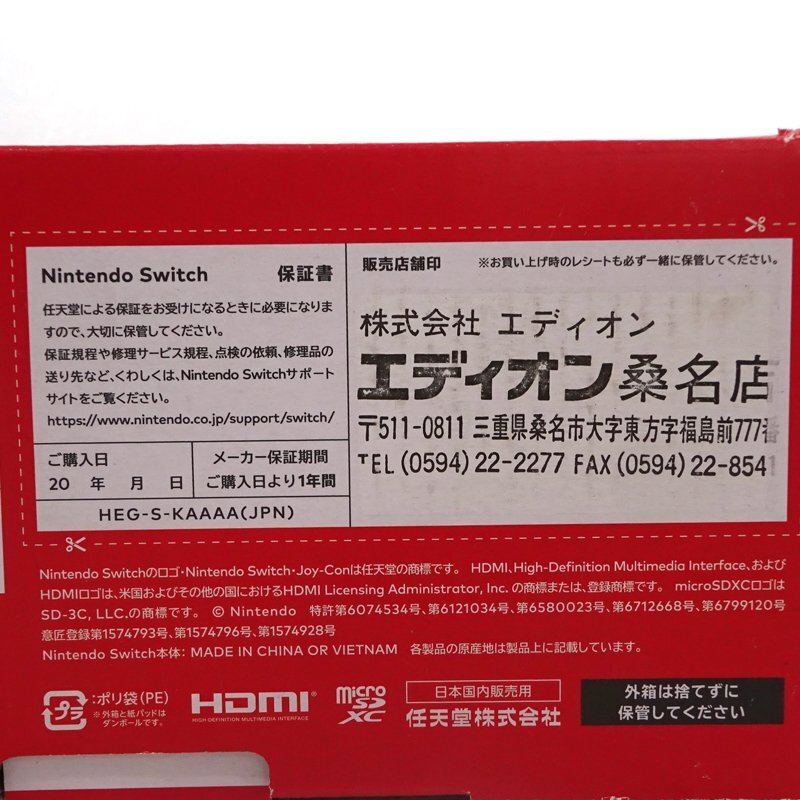 Nintendo Switch 保証書
任天堂による保証をお受けになるときに必要になりま
すので、大切に保管してください。
保証規程や修理サービス規程、点検の依頼、修理品の
送り先など、くわしくは、Nintendo Switchサポート
サイトをご覧ください。
https://www.nintendo.co.jp/support/switch/
ご購入日
20 年 月 日
メーカー保証期間
ご購入日より1年間
HEG-S-KAAAA(JPN)
販売店舗印 ※お買い上げ時のレシートも必ず一緒に保管してください。
株式会社 エディオン
エディオン桑名店
〒511-0811 三重県桑名市大字東方字福島前777番
TEL (0594) 22-2277 FAX (0594) 22-854
Nintendo Switchのロゴ・Nintendo Switch・Joy-Conは任天堂の商標です。 HDMI、High-Definition Multimedia Interface、および
HDMIロゴは、米国およびその他の国におけるHDMI Licensing Administrator, Inc. の商標または、登録商標です。 microSDXCロゴは
SD-3C, LLC.の商標です。 © Nintendo 特許第6074534号、第6121034号、第6580023号、第6712668号、第6799120号
意匠登録第1574793号、第1574796号、第1574928号
Nintendo Switch本体: MADE IN CHINA OR VIETNAM 各製品の原産地は製品上に記載しています。
プラ
:ポリ袋(PE)
※外箱と紙パッドは
ダンボールです。
HDMI®
HIGH-DEFINITION MULTIMEDIA INTERFACE
micro
SD
XC
日本国内販売用
任天堂株式会社
外箱は捨てずに
保管してください